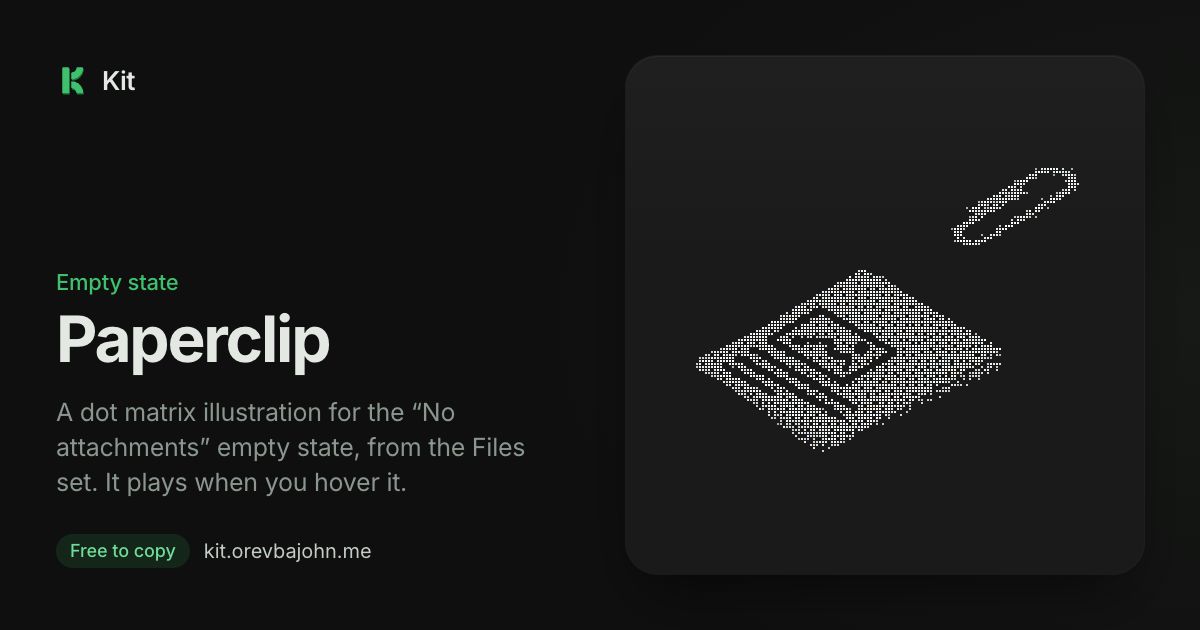 Kit
Empty state
Paperclip
A dot matrix illustration for the “No
attachments” empty state, from the Files
set. It plays when you hover it.
Free to copy
kit.orevbajohn.me